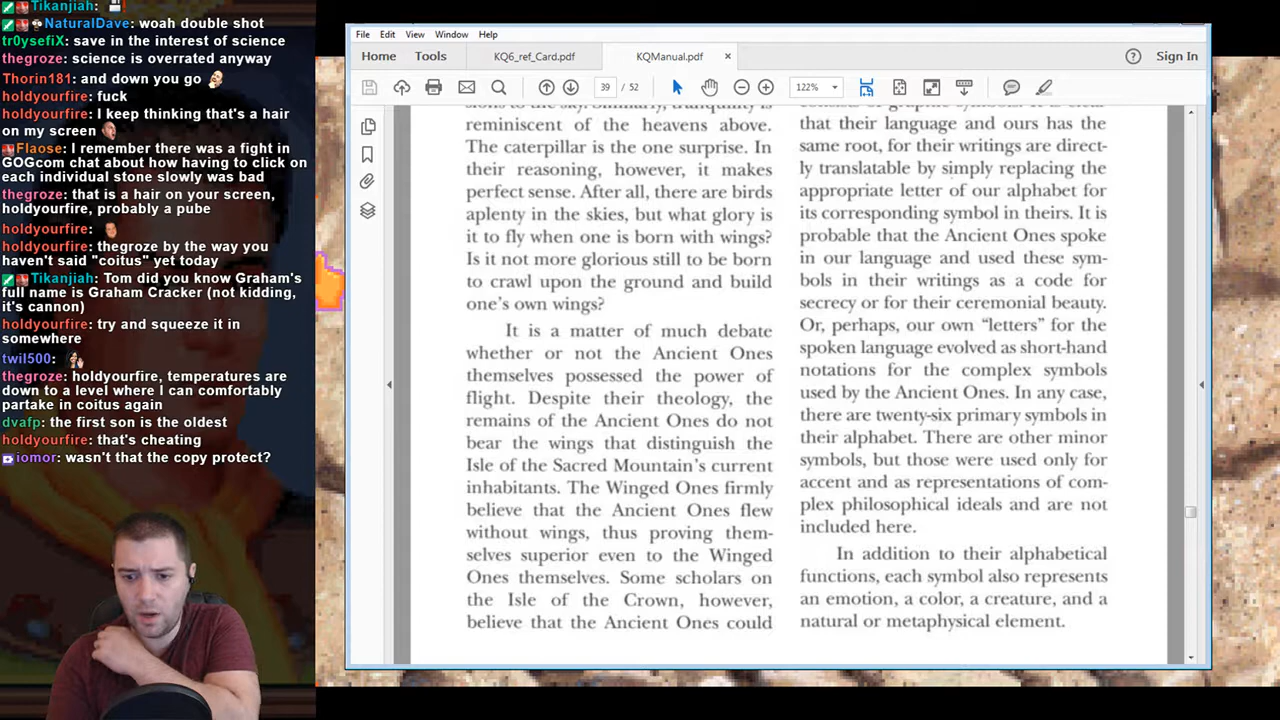 Tikanjiah:
NaturalDave: woah double shot
tr0ysefiX: save in the interest of science
thegroze: science is overrated anyway
Thorin181: and down you go
holdyourfire: fuck
holdyourfire: I keep thinking that's a hair
on my screen
Flaose: I remember there was a fight in
GOGcom chat about how having to click on
each individual stone slowly was bad
thegroze: that is a hair on your screen,
holdyourfire, probably a pube
holdyourfire:
holdyourfire: thegroze by the way you
haven't said "coitus" yet today
Tikanjiah: Tom did you know Graham's
full name is Graham Cracker (not kidding,
it's cannon)
holdyourfire: try and squeeze it in
somewhere
twil500:
thegroze: holdyourfire, temperatures are
down to a level where I can comfortably
partake in coitus again
dvafp: the first son is the oldest
holdyourfire: that's cheating
iomor: wasn't that the copy protect?
File Edit View Window Help
Home Tools KQ6_ref_Card.pdf KQManual.pdf × Sign In
39 / 52 122%
sions to the sky. Similarly, tranquility is
reminiscent of the heavens above.
The caterpillar is the one surprise. In
their reasoning, however, it makes
perfect sense. After all, there are birds
aplenty in the skies, but what glory is
it to fly when one is born with wings?
Is it not more glorious still to be born
to crawl upon the ground and build
one's own wings?
It is a matter of much debate
whether or not the Ancient Ones
themselves possessed the power of
flight. Despite their theology, the
remains of the Ancient Ones do not
bear the wings that distinguish the
Isle of the Sacred Mountain's current
inhabitants. The Winged Ones firmly
believe that the Ancient Ones flew
without wings, thus proving them-
selves superior even to the Winged
Ones themselves. Some scholars on
the Isle of the Crown, however,
believe that the Ancient Ones could
consists of graphic symbols. It is clear
that their language and ours has the
same root, for their writings are direct-
ly translatable by simply replacing the
appropriate letter of our alphabet for
its corresponding symbol in theirs. It is
probable that the Ancient Ones spoke
in our language and used these sym-
bols in their writings as a code for
secrecy or for their ceremonial beauty.
Or, perhaps, our own "letters" for the
spoken language evolved as short-hand
notations for the complex symbols
used by the Ancient Ones. In any case,
there are twenty-six primary symbols in
their alphabet. There are other minor
symbols, but those were used only for
accent and as representations of com-
plex philosophical ideals and are not
included here.
In addition to their alphabetical
functions, each symbol also represents
an emotion, a color, a creature, and a
natural or metaphysical element.